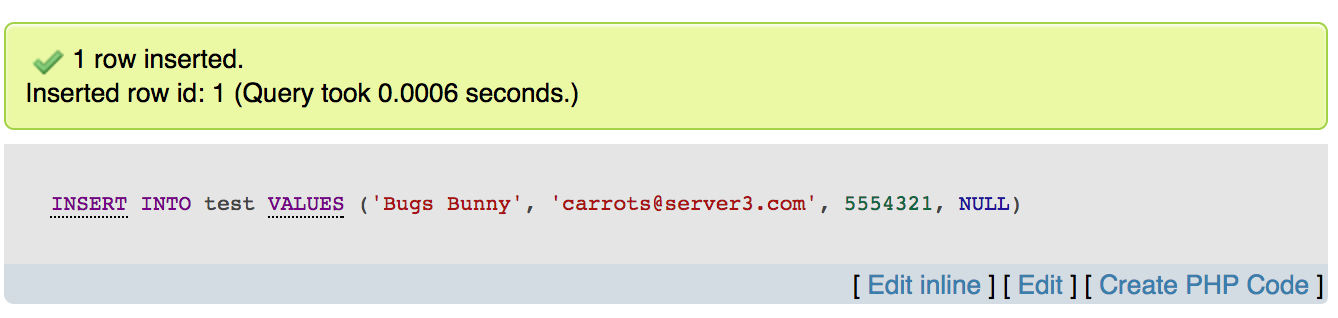 1 row inserted.
Inserted row id: 1 (Query took 0.0006 seconds.)
INSERT INTO test VALUES ('Bugs Bunny', 'carrots@server3.com', 5554321, NULL)
[ Edit inline ] [ Edit ] [ Create PHP Code ]